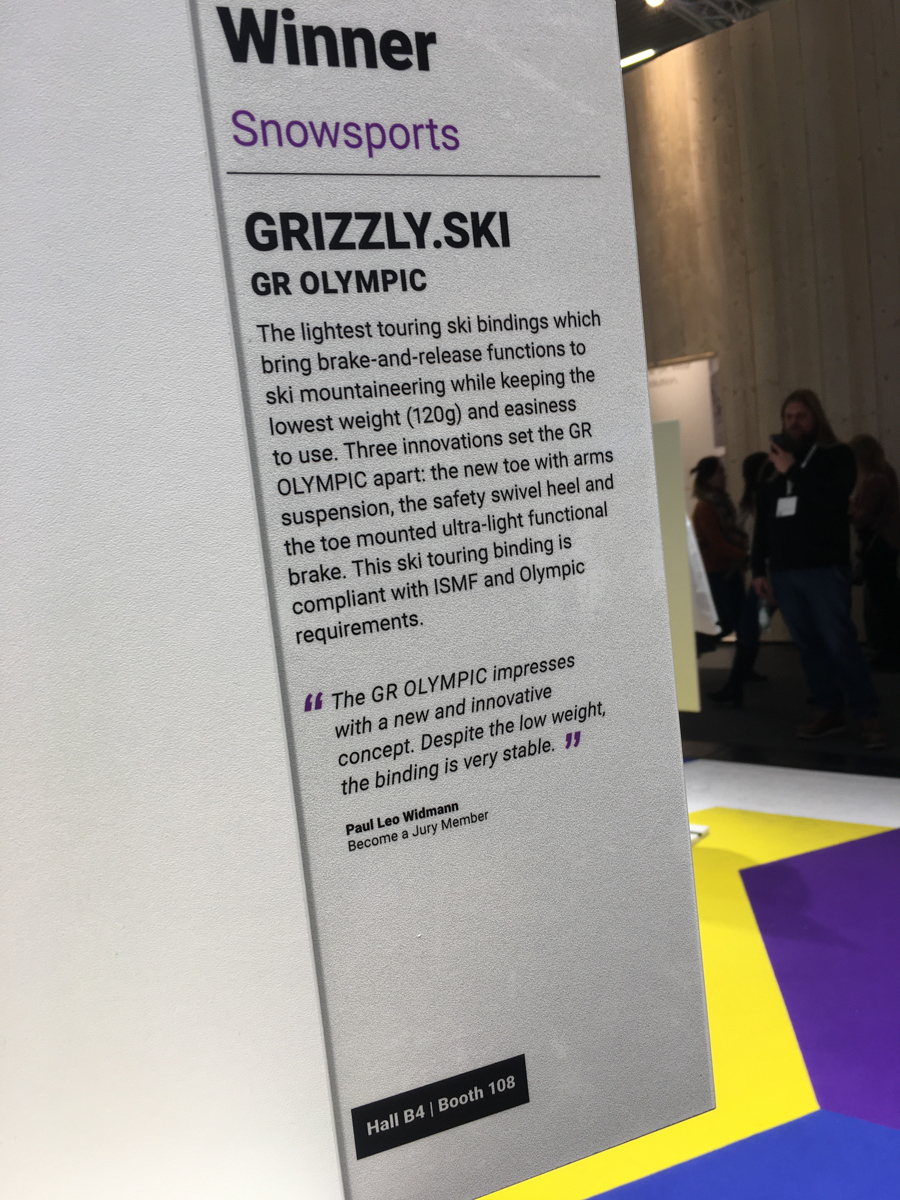 Winner
Snowsports
GRIZZLY.SKI
GR OLYMPIC
The lightest touring ski bindings which
bring brake-and-release functions to
ski mountaineering while keeping the
lowest weight (120g) and easiness
to use. Three innovations set the GR
OLYMPIC apart: the new toe with arms
suspension, the safety swivel heel and
the toe mounted ultra-light functional
brake. This ski touring binding is
compliant with ISMF and Olympic
requirements.
“ The GR OLYMPIC impresses
with a new and innovative
concept. Despite the low weight,
the binding is very stable. ”
Paul Leo Widmann
Become a Jury Member
Hall B4 | Booth 108